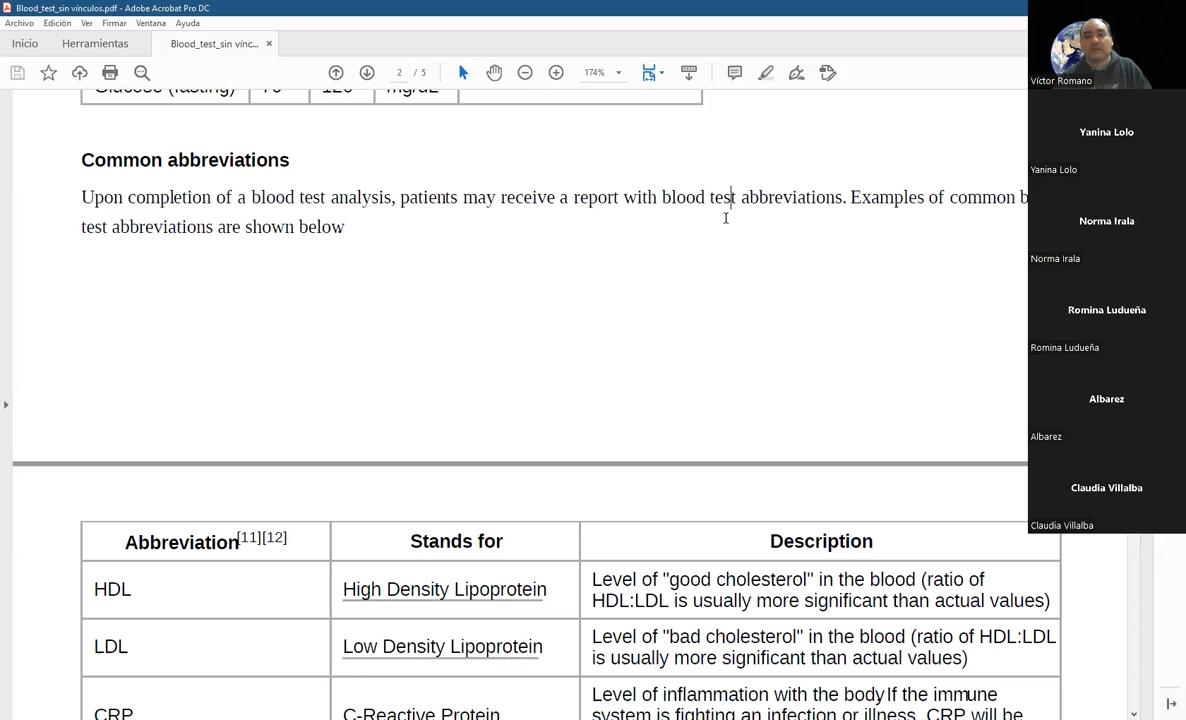 Blood_test_sin vínculos.pdf - Adobe Acrobat Pro DC
Archivo Edición Ver Firmar Ventana Ayuda
Inicio Herramientas Blood_test_sin vínc... ×
2 / 5 174%
Glucose (fasting) 70 120 mg/dL
Common abbreviations
Upon completion of a blood test analysis, patients may receive a report with blood test abbreviations. Examples of common b
test abbreviations are shown below
Abbreviation[11][12] Stands for Description
HDL High Density Lipoprotein Level of "good cholesterol" in the blood (ratio of
HDL:LDL is usually more significant than actual values)
LDL Low Density Lipoprotein Level of "bad cholesterol" in the blood (ratio of HDL:LDL
is usually more significant than actual values)
CRP C-Reactive Protein Level of inflammation with the body If the immune
system is fighting an infection or illness, CRP will be
Víctor Romano
Yanina Lolo
Yanina Lolo
Norma Irala
Norma Irala
Romina Ludueña
Romina Ludueña
Albarez
Albarez
Claudia Villalba
Claudia Villalba